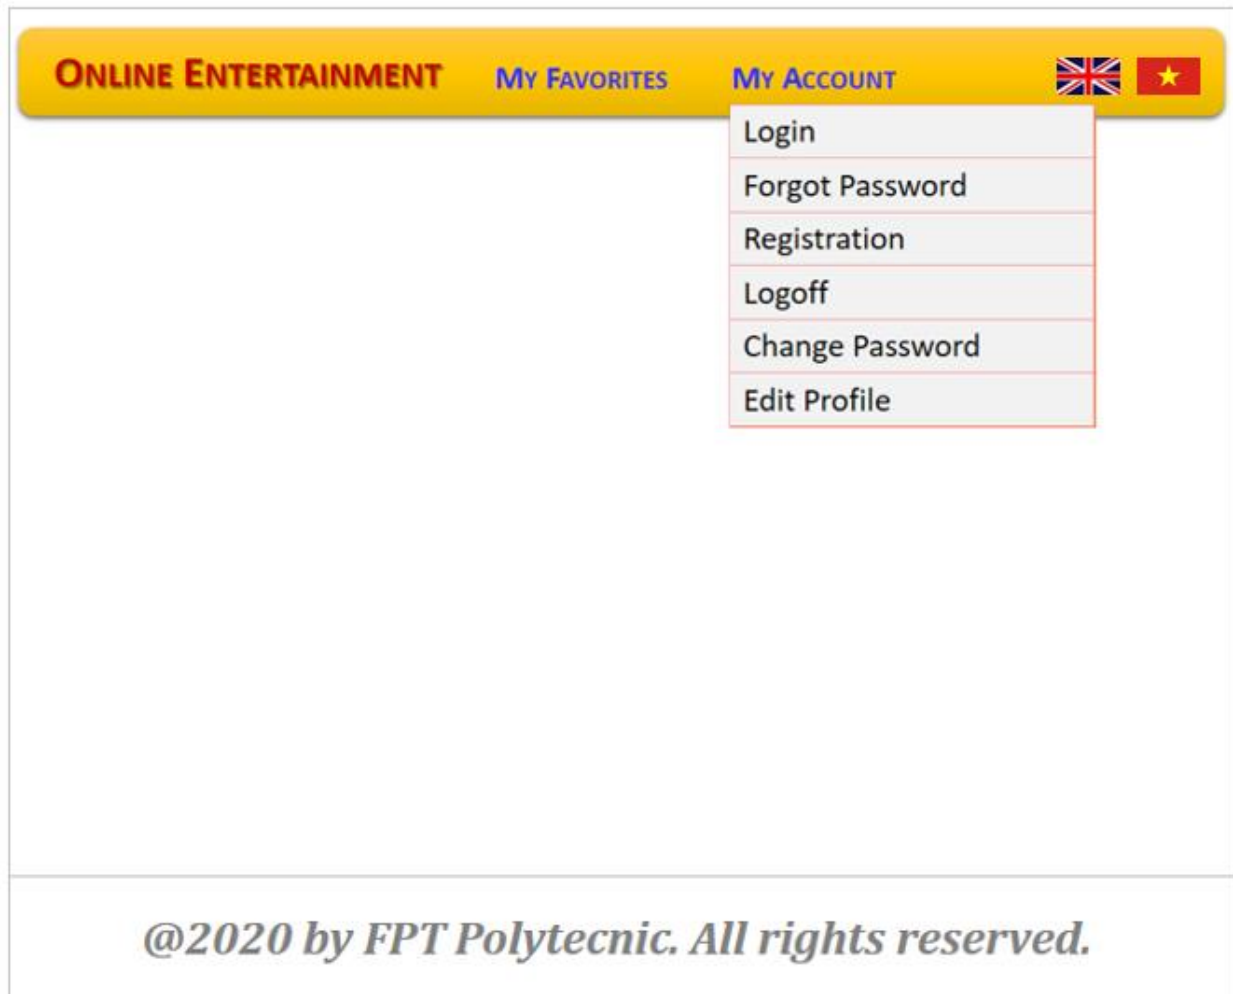 ONLINE ENTERTAINMENT MY FAVORITES MY ACCOUNT
Login
Forgot Password
Registration
Logoff
Change Password
Edit Profile
@2020 by FPT Polytecnic. All rights reserved.